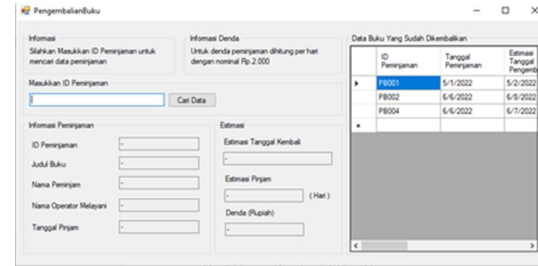 PengembalianBuku
Informasi
Silahkan Masukkan ID Peminjaman untuk
mencari data peminjaman
Informasi Denda
Untuk denda peminjaman dihitung per hari
dengan nominal Rp.2.000
Masukkan ID Peminjaman
Cari Data
Informasi Peminjaman
ID Peminjaman
-
Judul Buku
-
Nama Peminjam
-
Nama Operator Melayani
-
Tanggal Pinjam
-
Estimasi
Estimasi Tanggal Kembali
-
Estimasi Pinjam
- ( Hari )
Denda (Rupiah)
-
Data Buku Yang Sudah Dikembalikan
ID
Peminjaman
Tanggal
Peminjaman
Estimasi
Tanggal
Pengemb
PB001 5/1/2022 5/2/2022
PB002 6/6/2022 6/8/2022
PB004 6/6/2022 6/7/2022